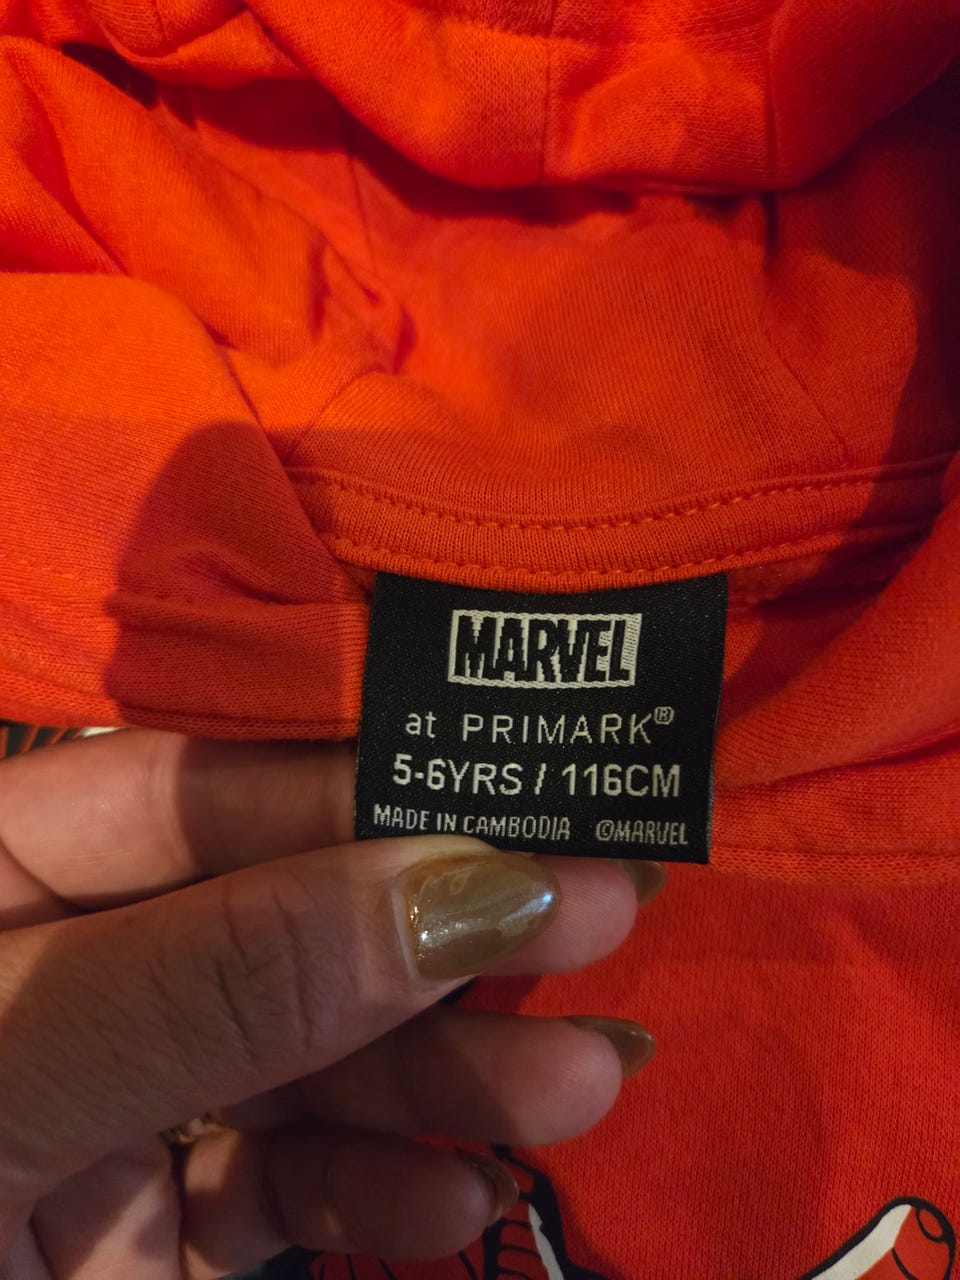 MARVEL
at PRIMARK®
5-6YRS / 116CM
MADE IN CAMBODIA ©MARVEL